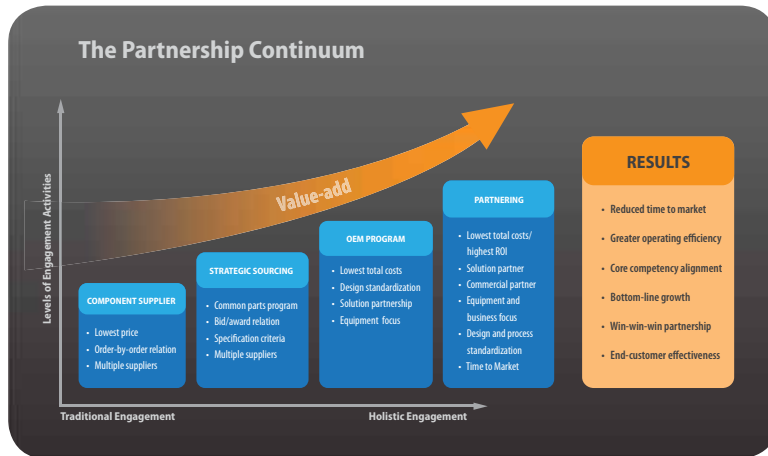 The Partnership Continuum
Levels of Engagement Activities
Value-add
COMPONENT SUPPLIER
• Lowest price
• Order-by-order relation
• Multiple suppliers
STRATEGIC SOURCING
• Common parts program
• Bid/award relation
• Specification criteria
• Multiple suppliers
OEM PROGRAM
• Lowest total costs
• Design standardization
• Solution partnership
• Equipment focus
PARTNERING
• Lowest total costs/
highest ROI
• Solution partner
• Commercial partner
• Equipment and
business focus
• Design and process
standardization
• Time to Market
RESULTS
• Reduced time to market
• Greater operating efficiency
• Core competency alignment
• Bottom-line growth
• Win-win-win partnership
• End-customer effectiveness
Traditional Engagement
Holistic Engagement